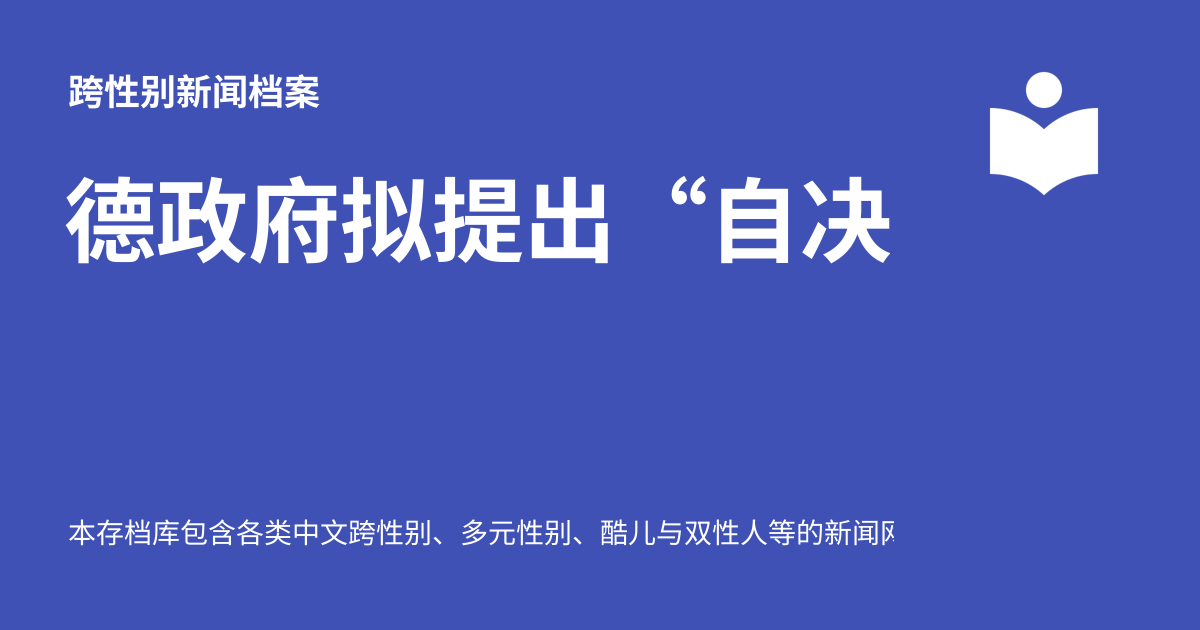 跨性别新闻档案
德政府拟提出“自决
本存档库包含各类中文跨性别、多元性别、酷儿与双性人等的新闻